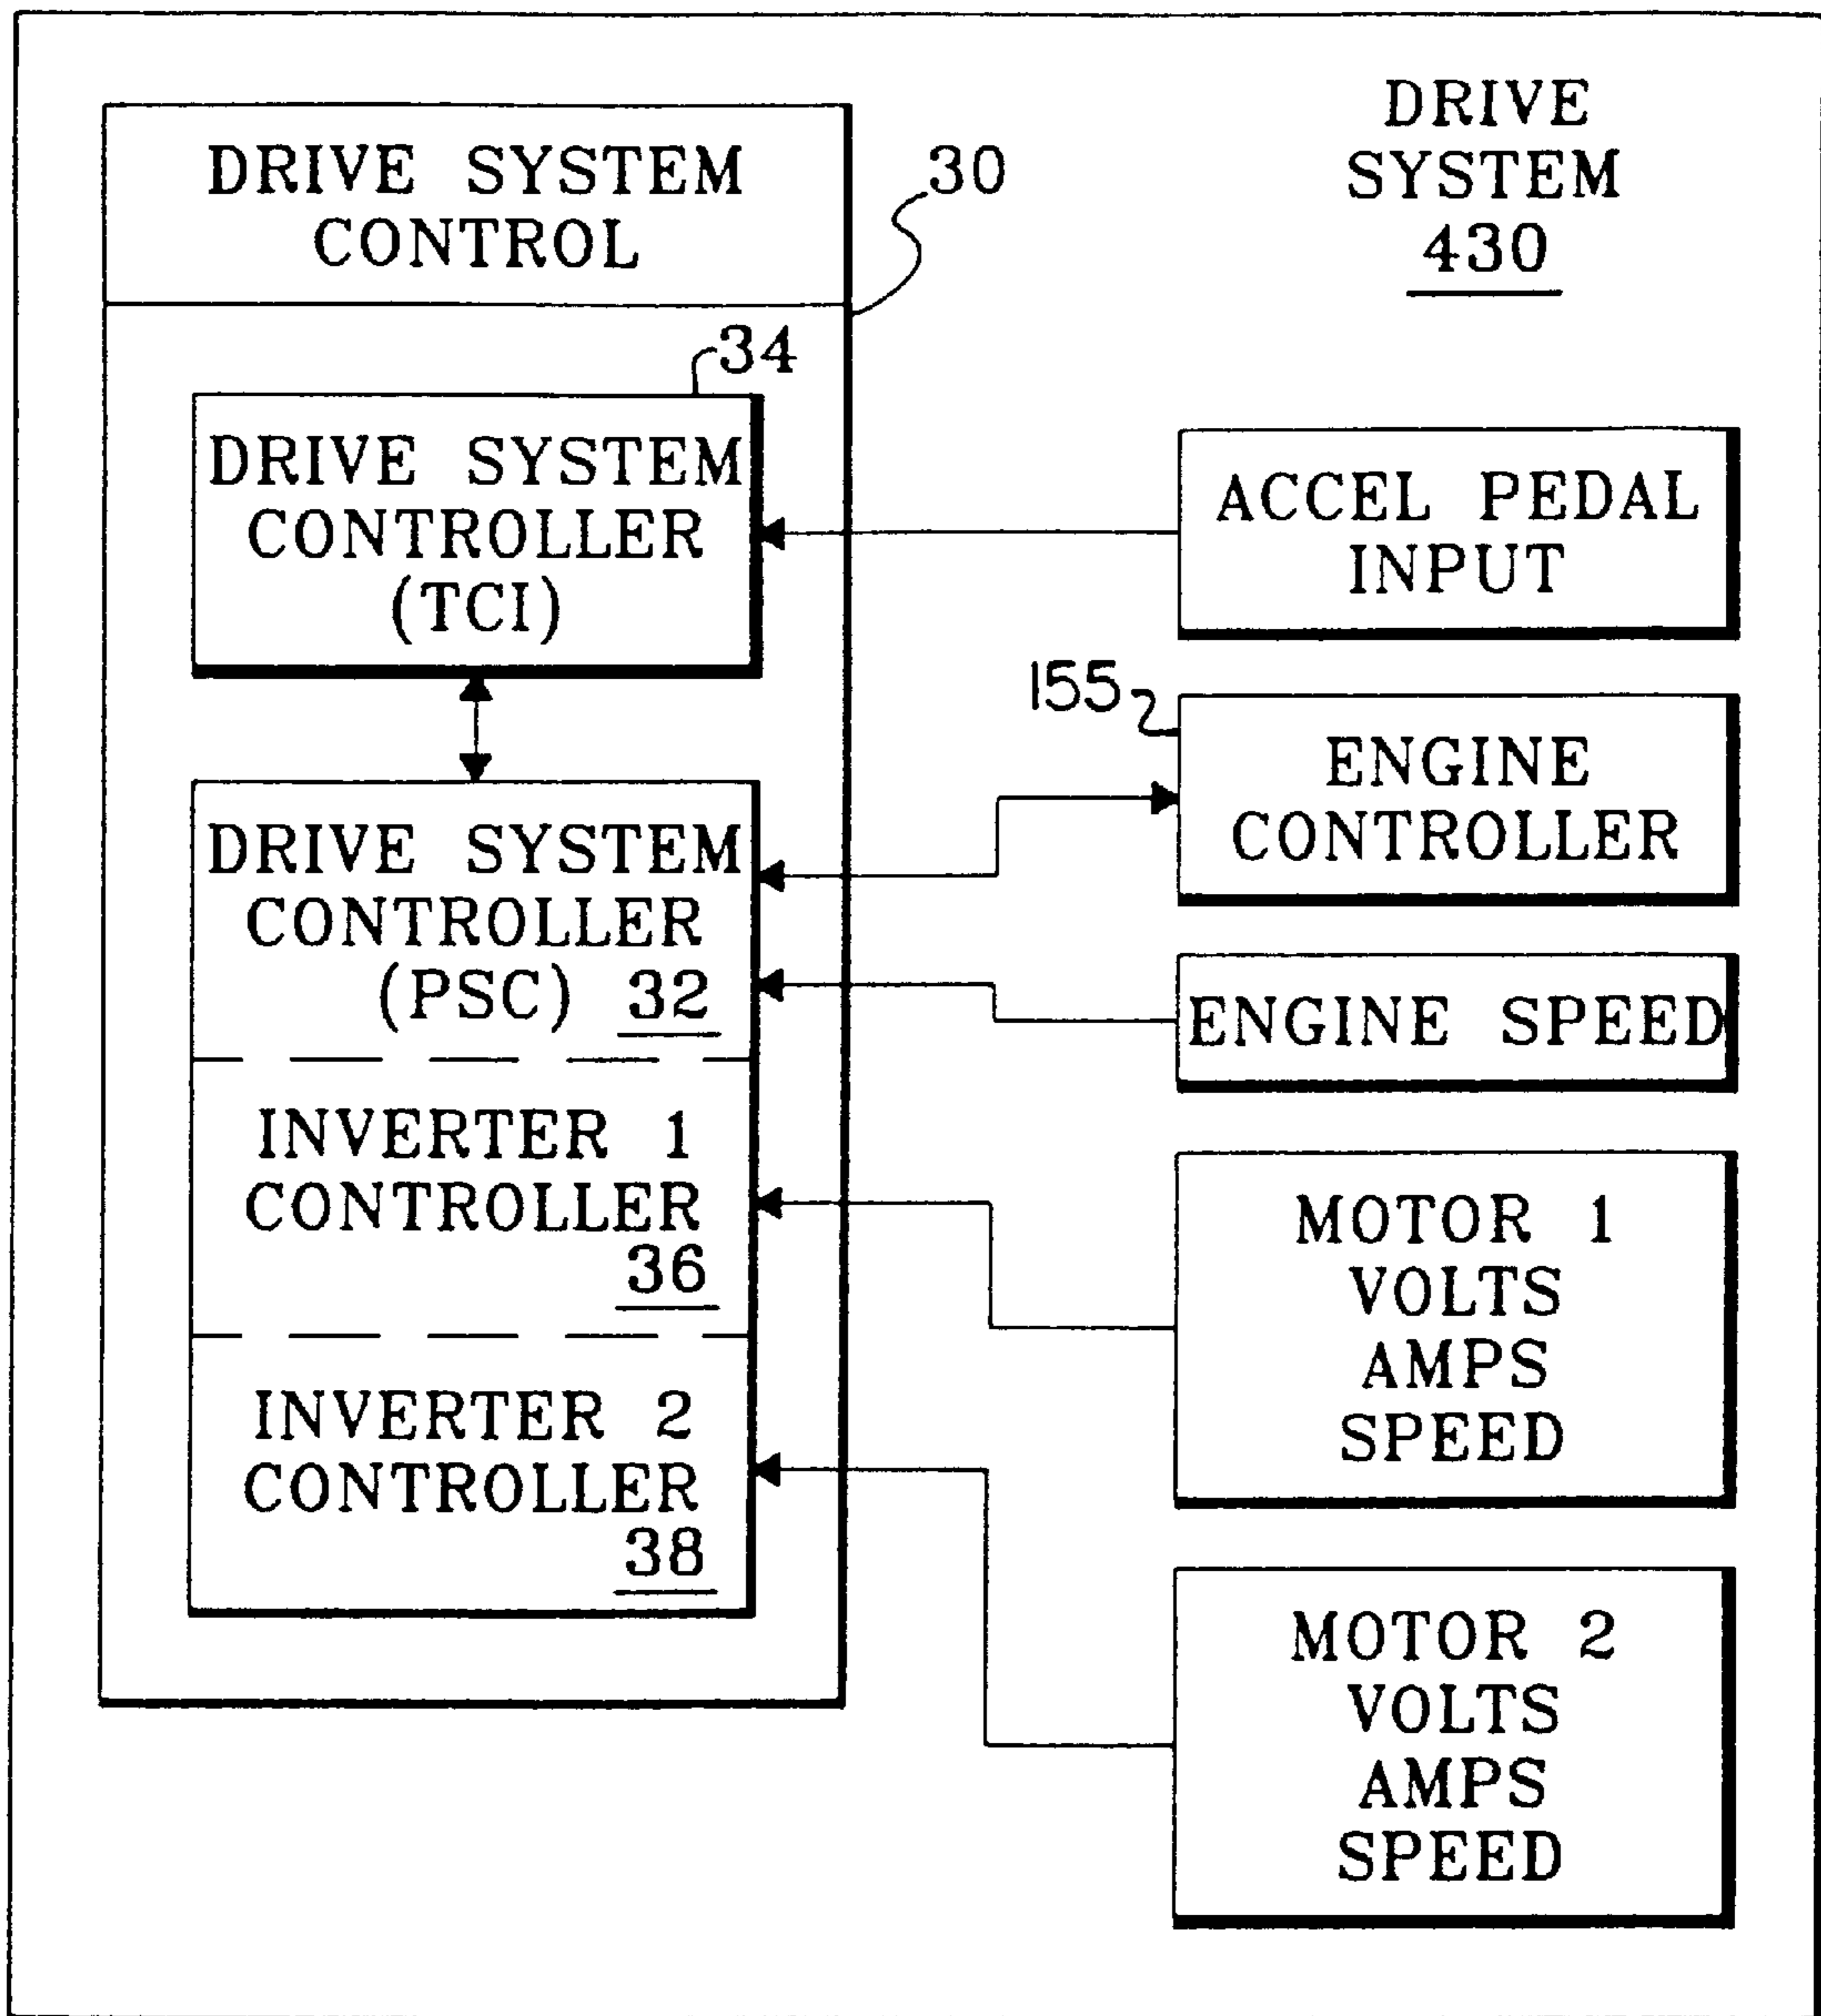 DRIVE
SYSTEM
430
DRIVE SYSTEM
CONTROL
30
34
DRIVE SYSTEM
CONTROLLER
(TCI)
DRIVE SYSTEM
CONTROLLER
(PSC) 32
INVERTER 1
CONTROLLER
36
INVERTER 2
CONTROLLER
38
ACCEL PEDAL
INPUT
155
ENGINE
CONTROLLER
ENGINE SPEED
MOTOR 1
VOLTS
AMPS
SPEED
MOTOR 2
VOLTS
AMPS
SPEED